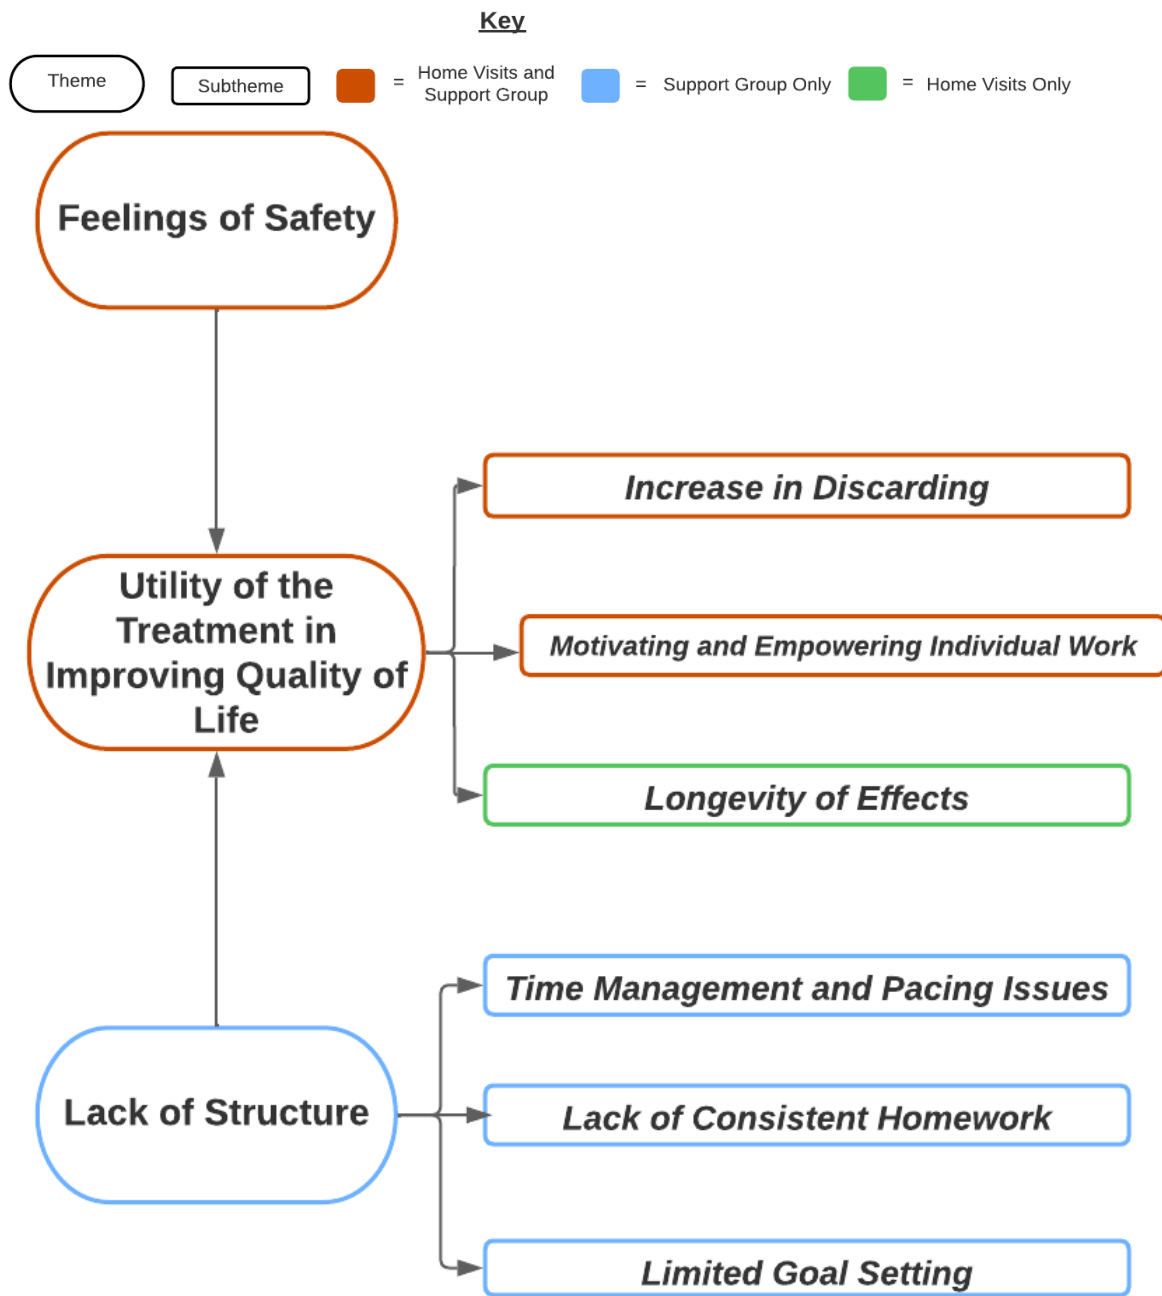 Key
Theme
Subtheme
=
Home Visits and
Support Group
=
Support Group Only
=
Home Visits Only
Feelings of Safety
Utility of the
Treatment in
Improving Quality of
Life
Increase in Discarding
Motivating and Empowering Individual Work
Longevity of Effects
Lack of Structure
Time Management and Pacing Issues
Lack of Consistent Homework
Limited Goal Setting